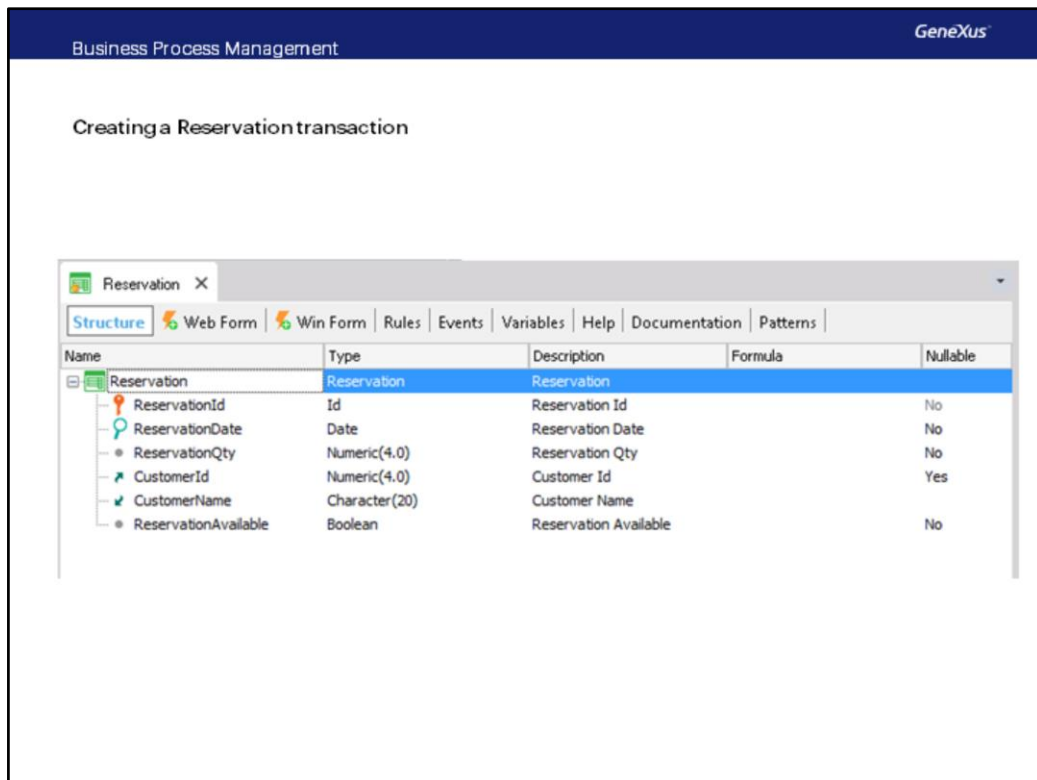 GeneXus
Business Process Management
Creating a Reservation transaction
Reservation
Structure Web Form Win Form Rules Events Variables Help Documentation Patterns
Name Type Description Formula Nullable
Reservation Reservation Reservation
ReservationId Id Reservation Id No
ReservationDate Date Reservation Date No
ReservationQty Numeric(4.0) Reservation Qty No
CustomerId Numeric(4.0) Customer Id Yes
CustomerName Character(20) Customer Name
ReservationAvailable Boolean Reservation Available No